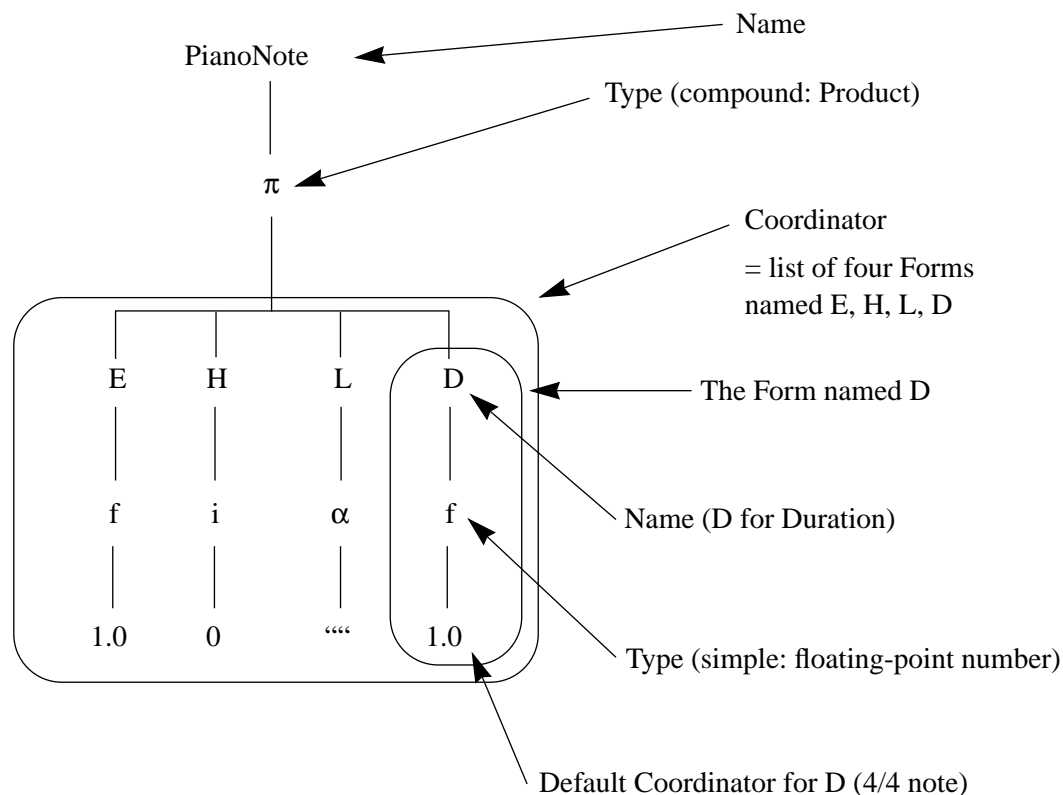 Name
PianoNote
Type (compound: Product)
π
Coordinator
= list of four Forms
named E, H, L, D
E H L D
The Form named D
f i α f
Name (D for Duration)
1.0 0 ““ 1.0
Type (simple: floating-point number)
Default Coordinator for D (4/4 note)